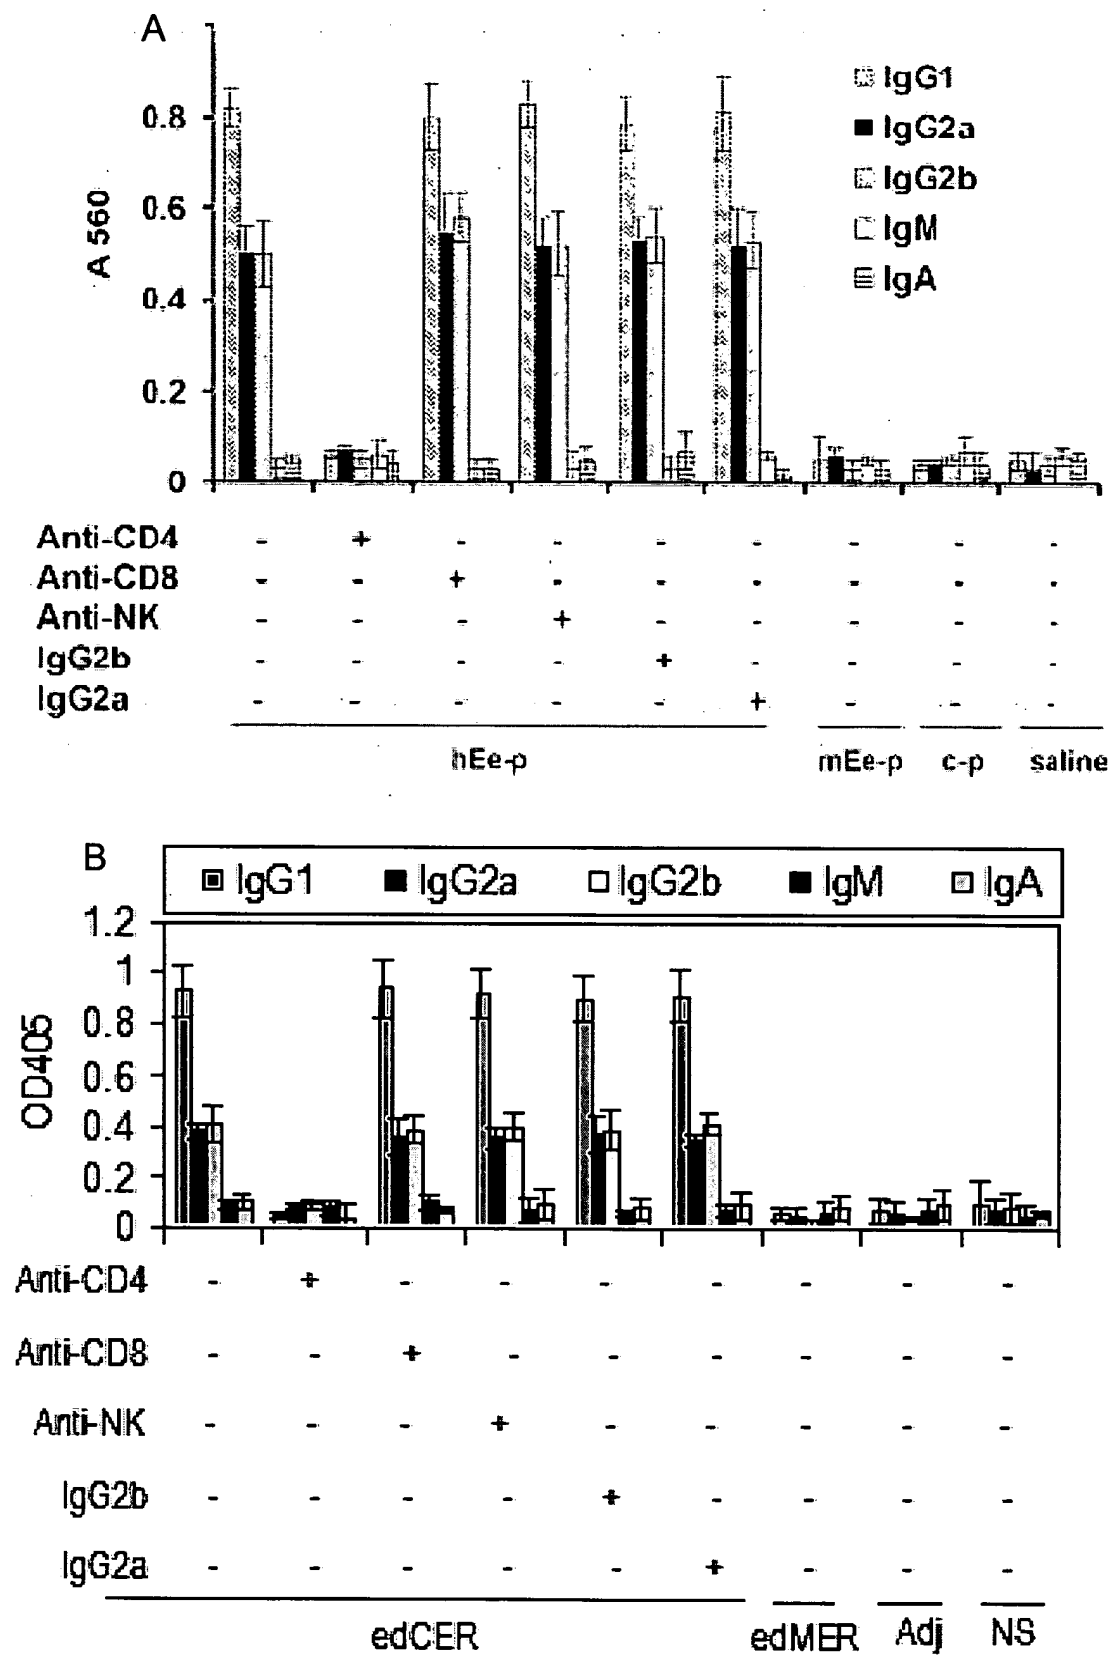 A
IgG1
IgG2a
IgG2b
IgM
IgA
A 560
0.8
0.6
0.4
0.2
0
Anti-CD4 - + - - - - - - -
Anti-CD8 - - + - - - - - -
Anti-NK - - - + - - - - -
IgG2b - - - - + - - - -
IgG2a - - - - - + - - -
hEe-p mEe-p c-p saline
B
IgG1 IgG2a IgG2b IgM IgA
OD405
1.2
1
0.8
0.6
0.4
0.2
0
Anti-CD4 - + - - - - - - -
Anti-CD8 - - + - - - - - -
Anti-NK - - - + - - - - -
IgG2b - - - - + - - - -
IgG2a - - - - - + - - -
edCER edMER Adj NS